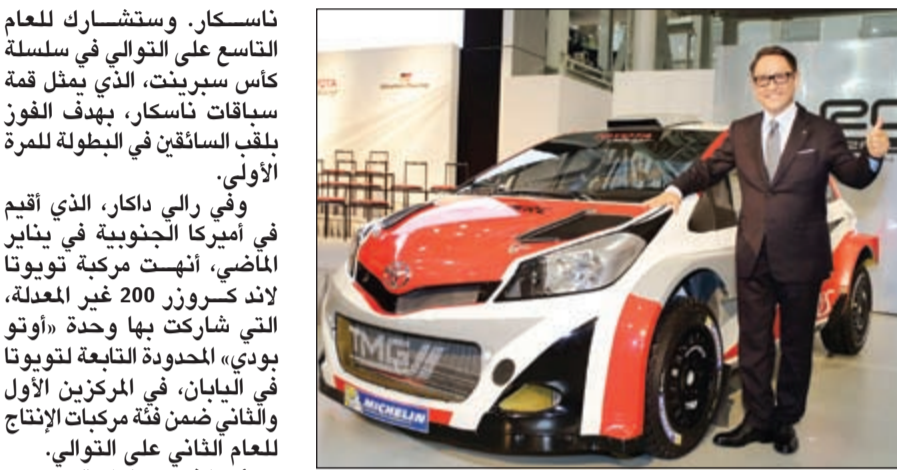 ناسكار. وستشارك للعام
التاسع على التوالي في سلسلة
كأس سبرينت، الذي يمثل قمة
سباقات ناسكار، بهدف الفوز
بلقب السائقين في البطولة للمرة
الأولى.
وفي رالي داكار، الذي أقيم
في أميركا الجنوبية في يناير
الماضي، أنهت مركبة تويوتا
لاند كروزر 200 غير المعدلة،
التي شاركت بها وحدة «أوتو
بودي» المحدودة التابعة لتويوتا
في اليابان، في المركزين الأول
والثاني ضمن فئة مركبات الإنتاج
للعام الثاني على التوالي.
TMG
MICHELIN